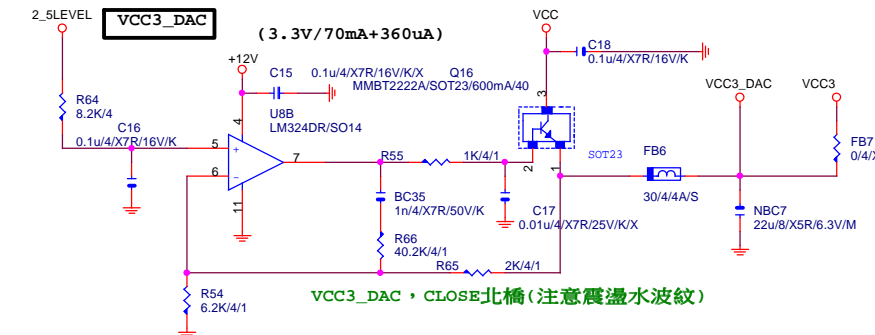 2_5LEVEL
VCC3_DAC
(3.3V/70mA+360uA)
VCC
+12V
C15
0.1u/4/X7R/16V/K/X
Q16
MMBT2222A/SOT23/600mA/40
C18
0.1u/4/X7R/16V/K
VCC3_DAC
VCC3
R64
8.2K/4
U8B
LM324DR/SO14
C16
0.1u/4/X7R/16V/K
3
4
5
+
6
-
7
11
R55
1K/4/1
2
1
SOT23
FB6
30/4/4A/S
FB7
BC35
1n/4/X7R/50V/K
C17
0.01u/4/X7R/25V/K/X
NBC7
22u/8/X5R/6.3V/M
R66
40.2K/4/1
R65
2K/4/1
R54
6.2K/4/1
VCC3_DAC，CLOSE北橋(注意震盪水波紋)